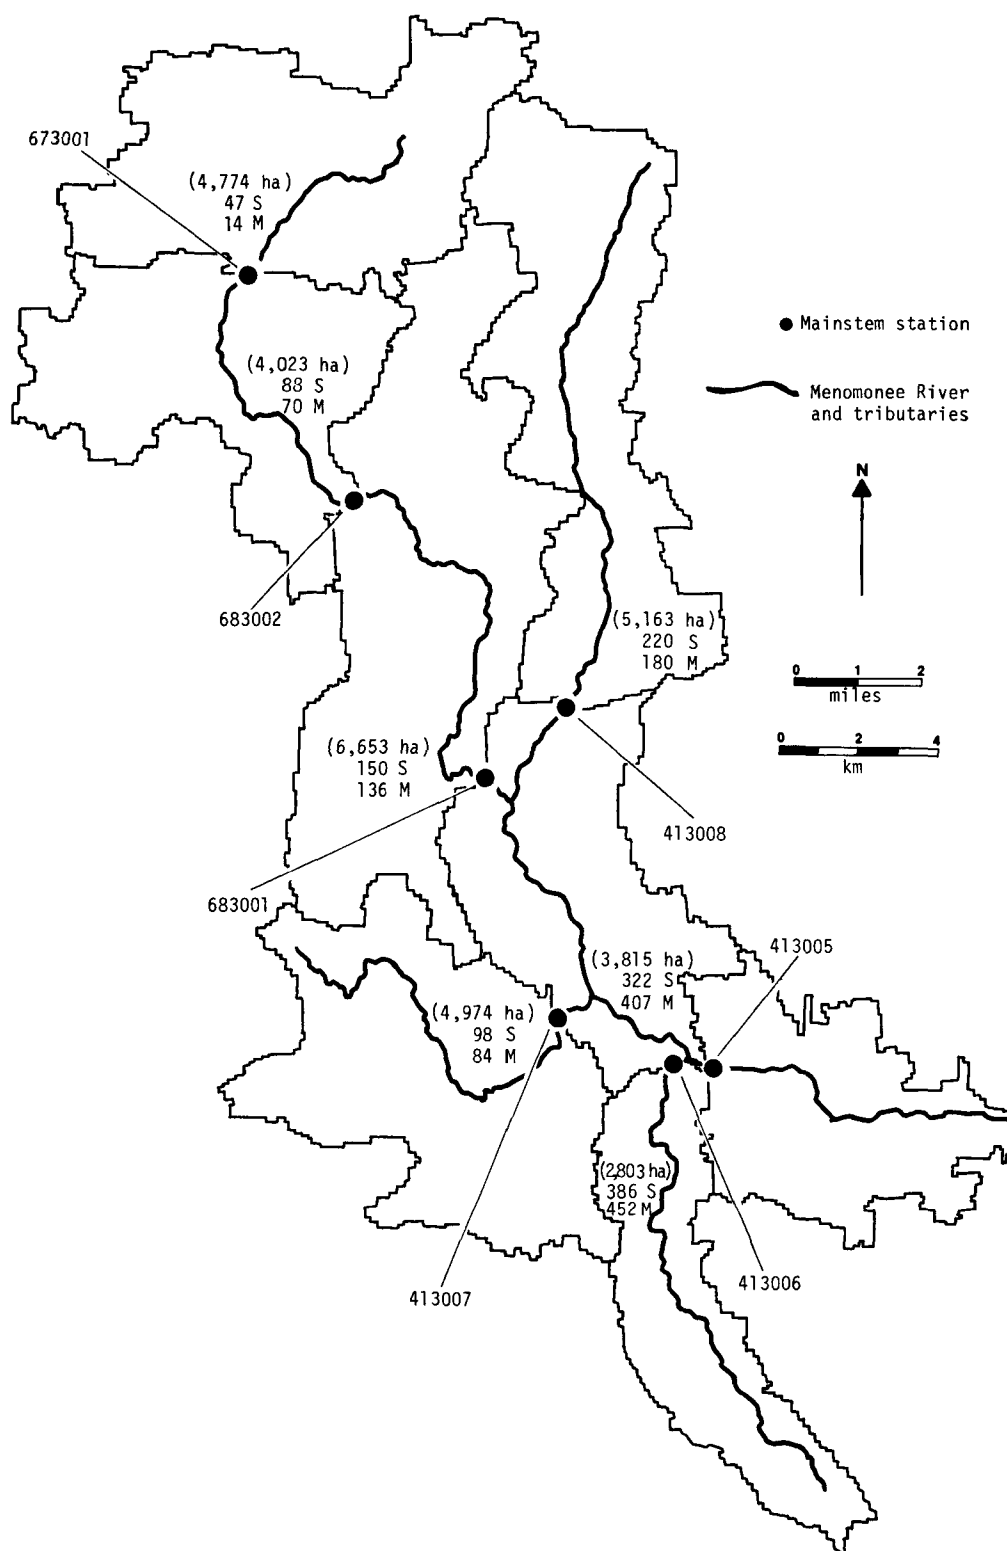 673001
(4,774 ha)
47 S
14 M
Mainstem station
(4,023 ha)
88 S
70 M
Menomonee River
and tributaries
N
683002
(5,163 ha)
220 S
180 M
0 1 2
miles
(6,653 ha)
150 S
136 M
0 2 4
km
413008
683001
413005
(3,815 ha)
322 S
407 M
(4,974 ha)
98 S
84 M
(2,803 ha)
386 S
452 M
413006
413007